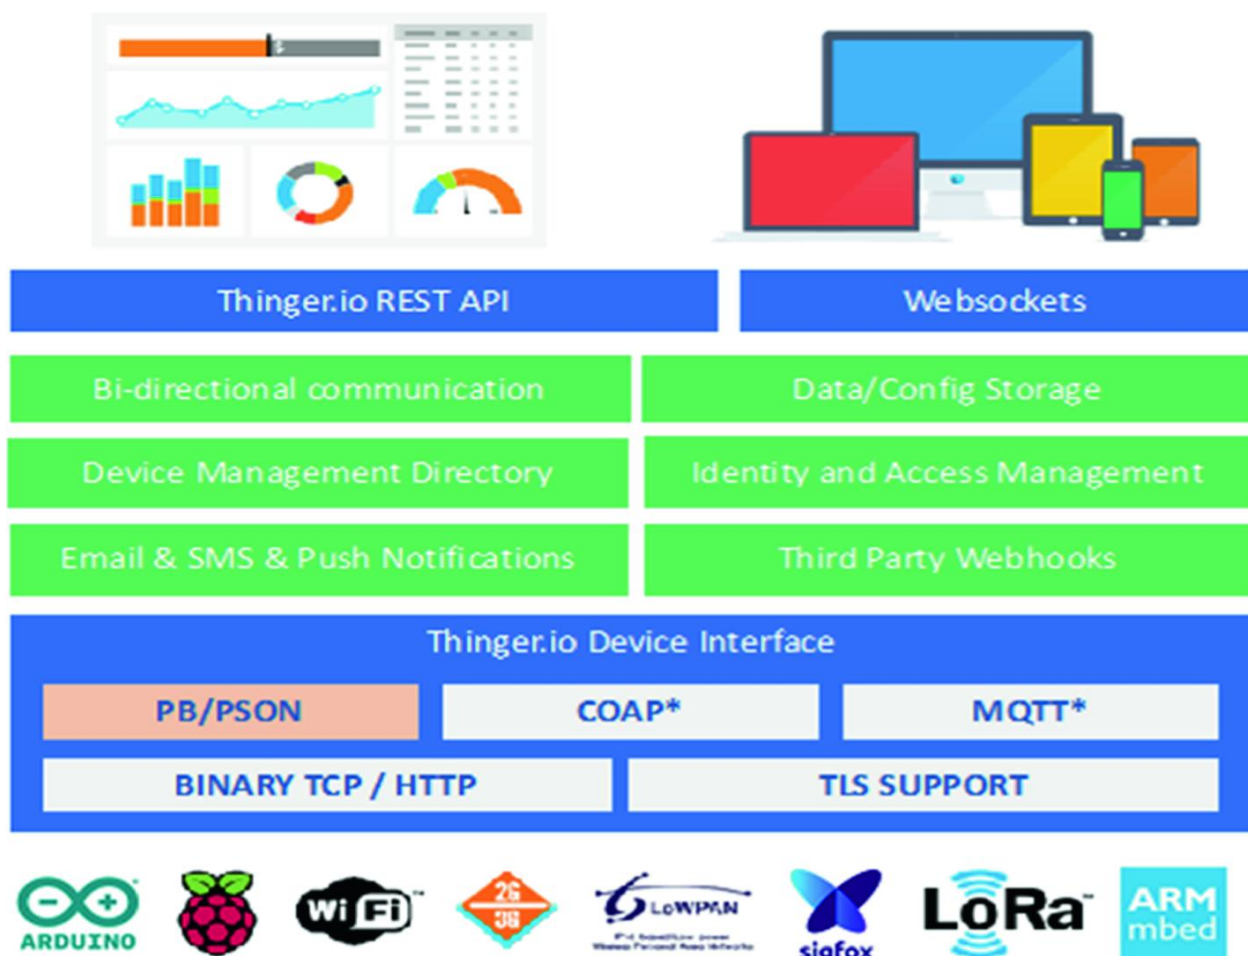 Thinger.io REST API
Websockets
Bi-directional communication
Data/Config Storage
Device Management Directory
Identity and Access Management
Email & SMS & Push Notifications
Third Party Webhooks
Thinger.io Device Interface
PB/PSON
COAP*
MQTT*
BINARY TCP / HTTP
TLS SUPPORT
ARDUINO
WiFi
2G
3G
6LoWPAN
sigfox
LoRa
ARM
mbed